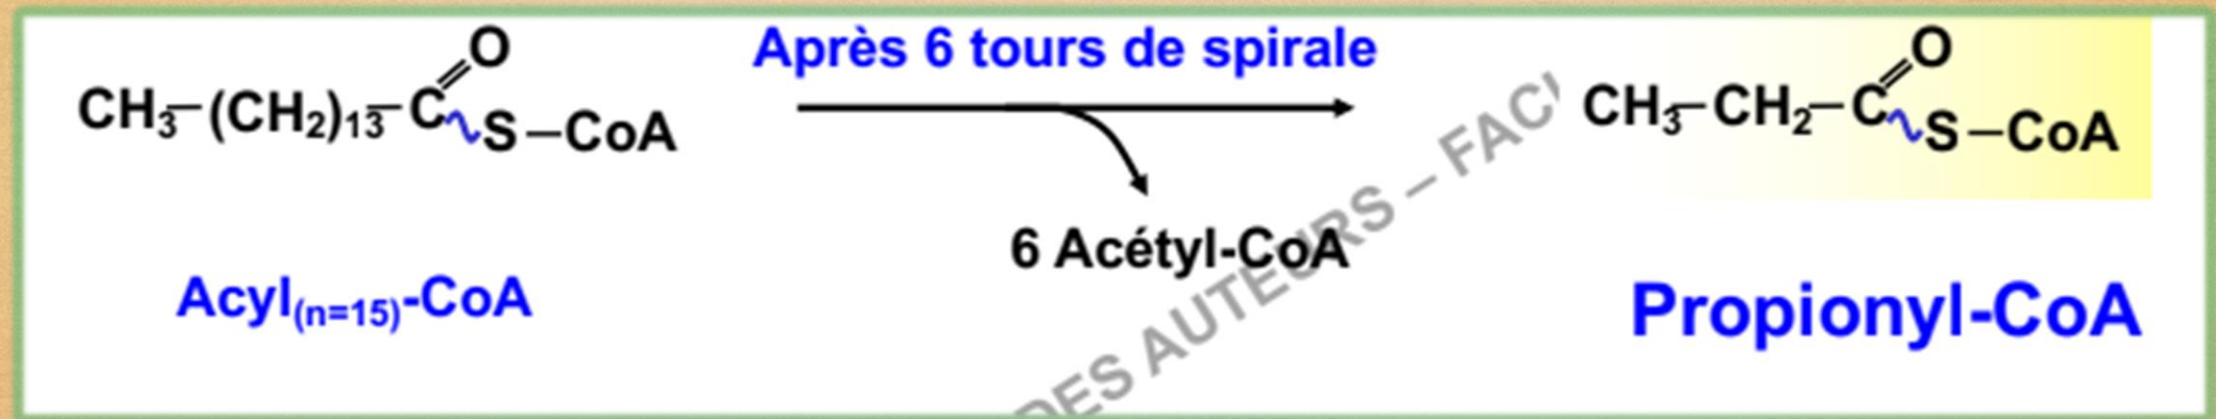 Après 6 tours de spirale
CH3–(CH2)13–C
O
S–CoA
CH3–CH2–C
O
S–CoA
6 Acétyl-CoA
Acyl(n=15)-CoA
Propionyl-CoA
DES AUTEURS – FAC